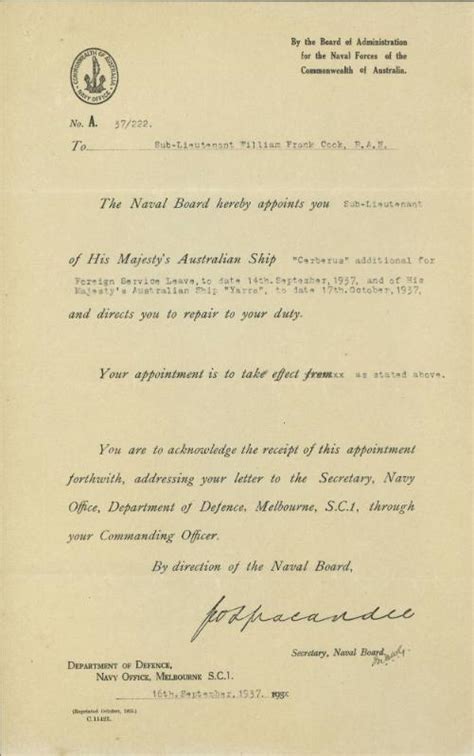 By the Board of Administration
for the Naval Forces of the
Commonwealth of Australia.
COMMONWEALTH OF AUSTRALIA
NAVY OFFICE
No. A. 37/222.
To Sub-Lieutenant William Frank Cook, R.A.N.
The Naval Board hereby appoints you Sub-Lieutenant
of His Majesty's Australian Ship "Cerberus" additional for
Foreign Service Leave, to date 14th. September, 1937, and of His
Majesty's Australian Ship "Yarra", to date 17th. October, 1937,
and directs you to repair to your duty.
Your appointment is to take effect from xx as stated above.
You are to acknowledge the receipt of this appointment
forthwith, addressing your letter to the Secretary, Navy
Office, Department of Defence, Melbourne, S.C.1, through
your Commanding Officer.
By direction of the Naval Board,
Secretary, Naval Board
DEPARTMENT OF DEFENCE,
NAVY OFFICE, MELBOURNE S.C.1.
16th. September, 1937. 193x
(Reprinted October, 1935.)